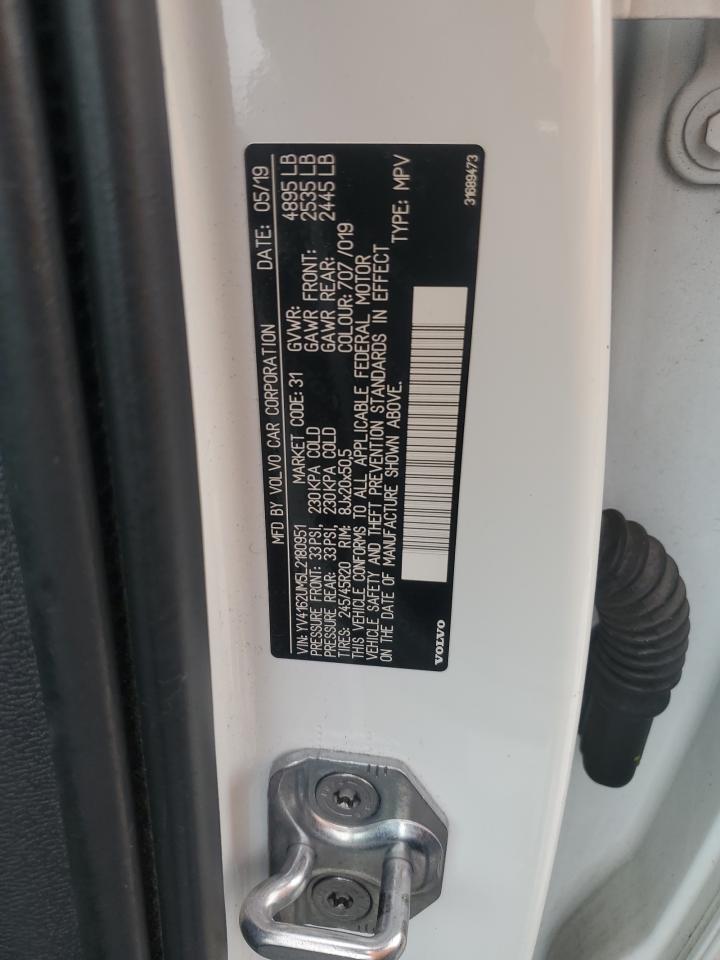 MFD BY VOLVO CAR CORPORATION DATE: 05/19
VIN: YV4162UM5L2180951 GVWR: 4895 LB
MARKET CODE: 31 GAWR FRONT: 2535 LB
PRESSURE FRONT: 33PSI, 230KPA COLD GAWR REAR: 2445 LB
PRESSURE REAR: 33PSI, 230KPA COLD COLOUR: 707 /019
TIRES: 245/45R20 RIM: 8Jx20x50,5
THIS VEHICLE CONFORMS TO ALL APPLICABLE FEDERAL MOTOR
VEHICLE SAFETY AND THEFT PREVENTION STANDARDS IN EFFECT
ON THE DATE OF MANUFACTURE SHOWN ABOVE. TYPE: MPV
VOLVO 31689473